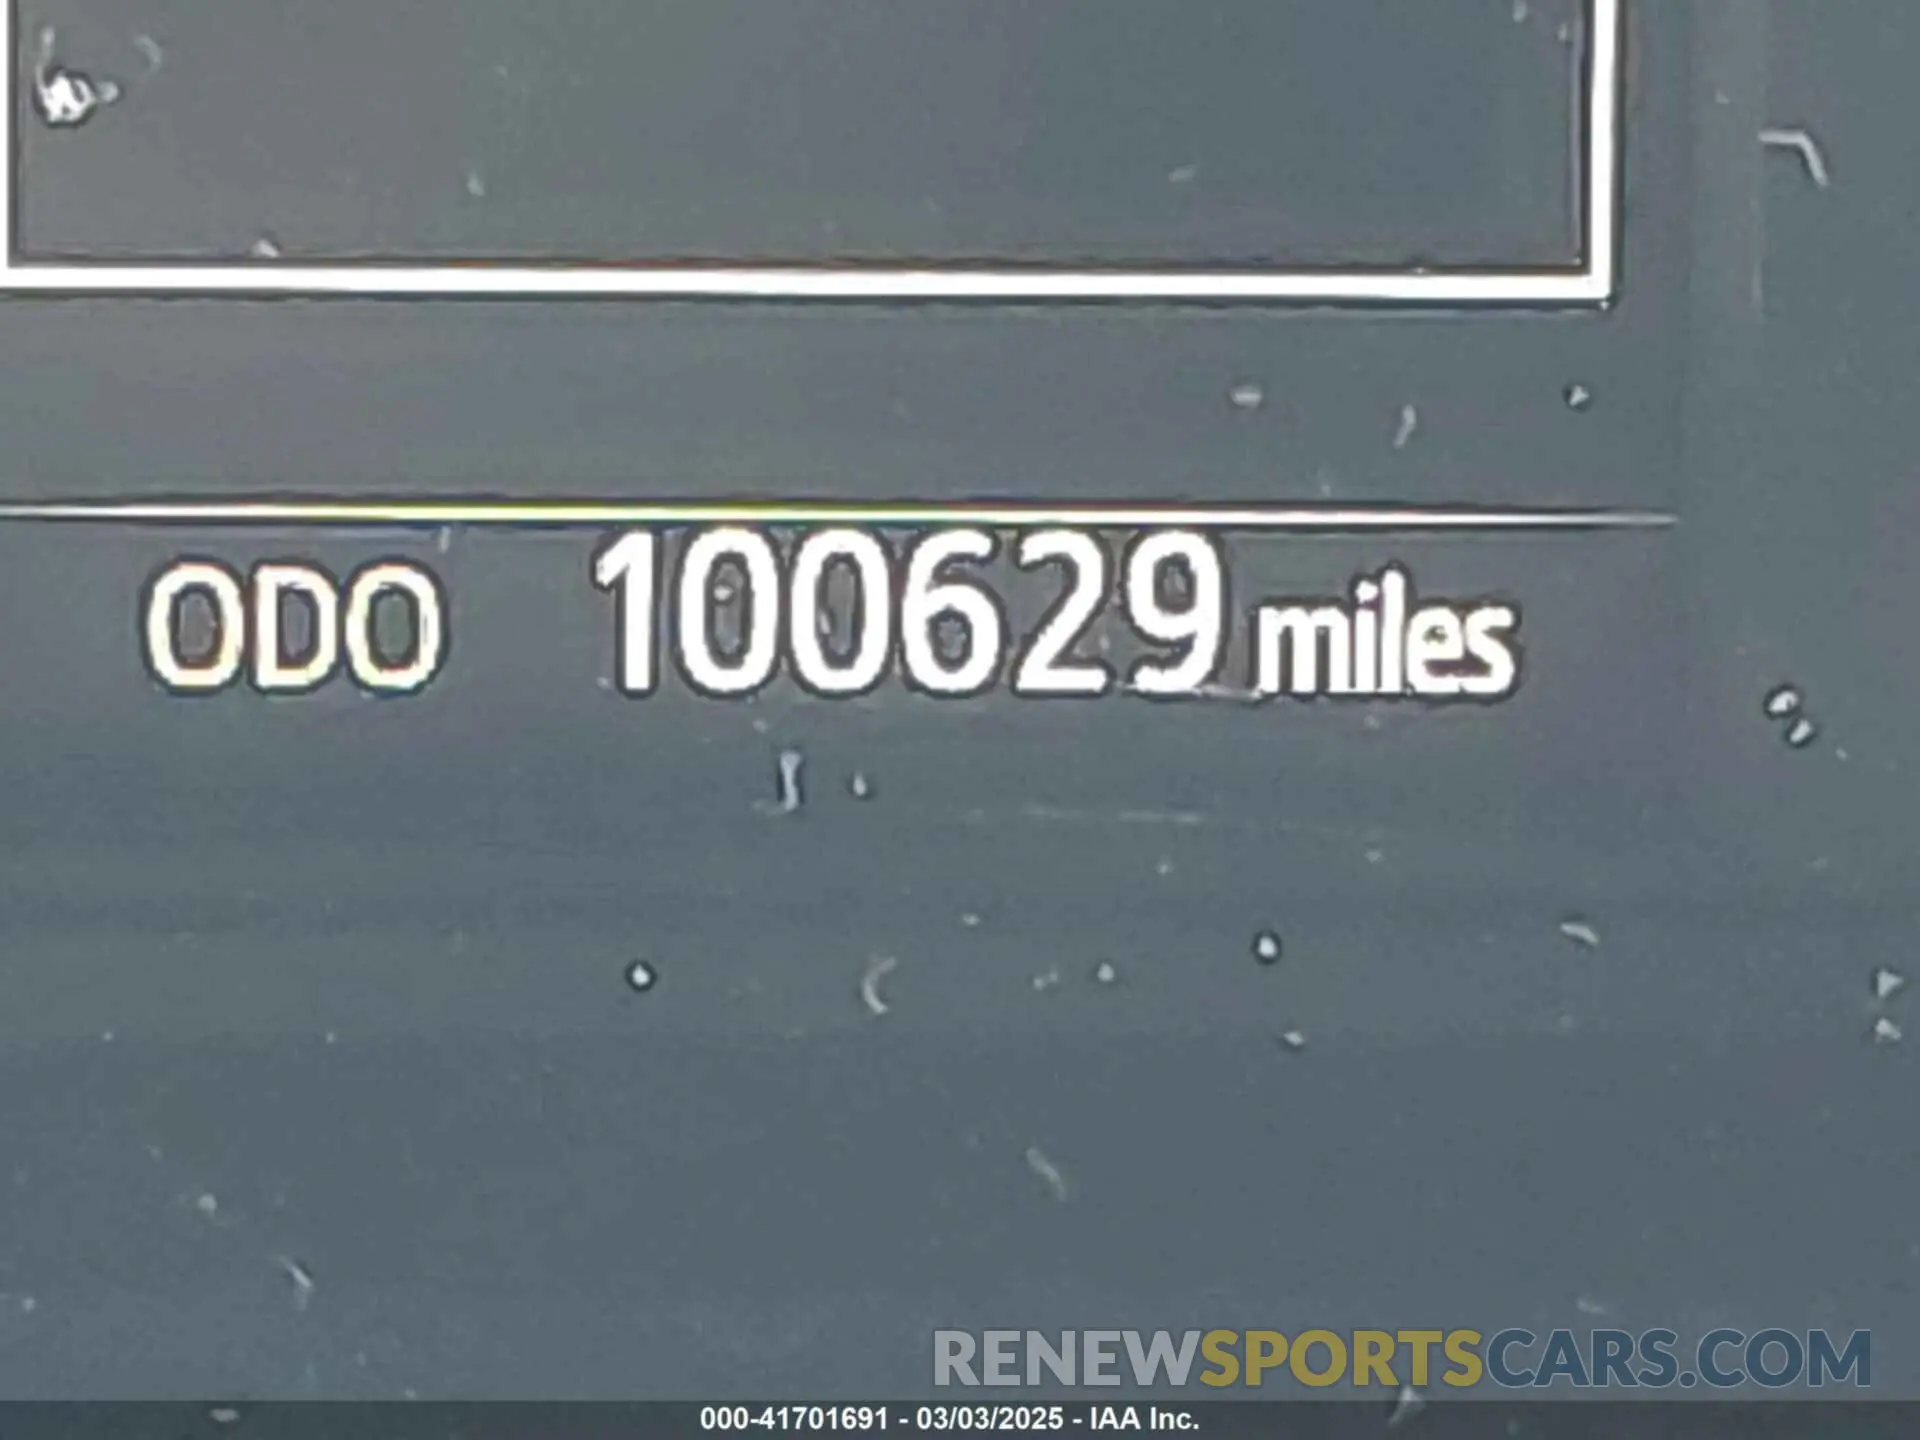 ODO 100629 miles
RENEWSPORTSCARS.COM
000-41701691 - 03/03/2025 - IAA Inc.